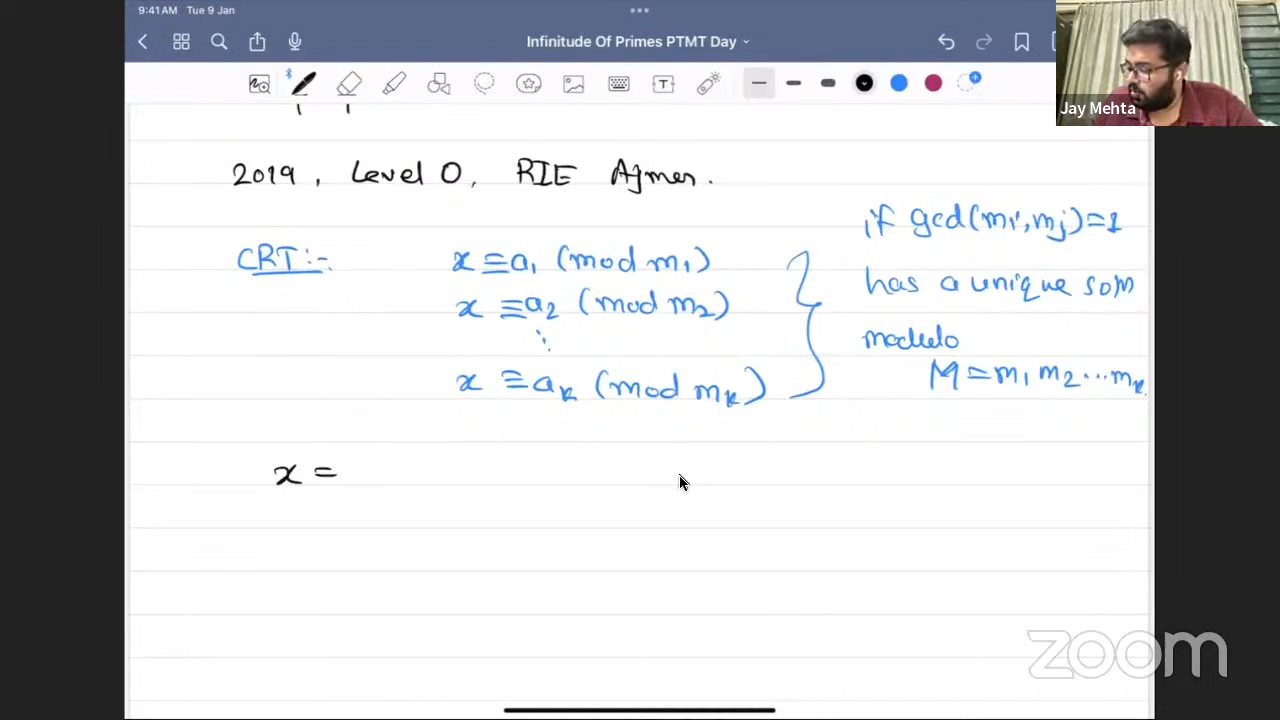 9:41 AM Tue 9 Jan
Infinitude Of Primes PTMT Day
Jay Mehta
2019, Level O, RIE Ajmer.
if gcd(mi, mj)=1
CRT:- x ≡ a1 (mod m1)
has a unique soln
x ≡ a2 (mod m2)
⋮
modulo
M = m1 m2 ... mk.
x ≡ ak (mod mk)
x =
zoom